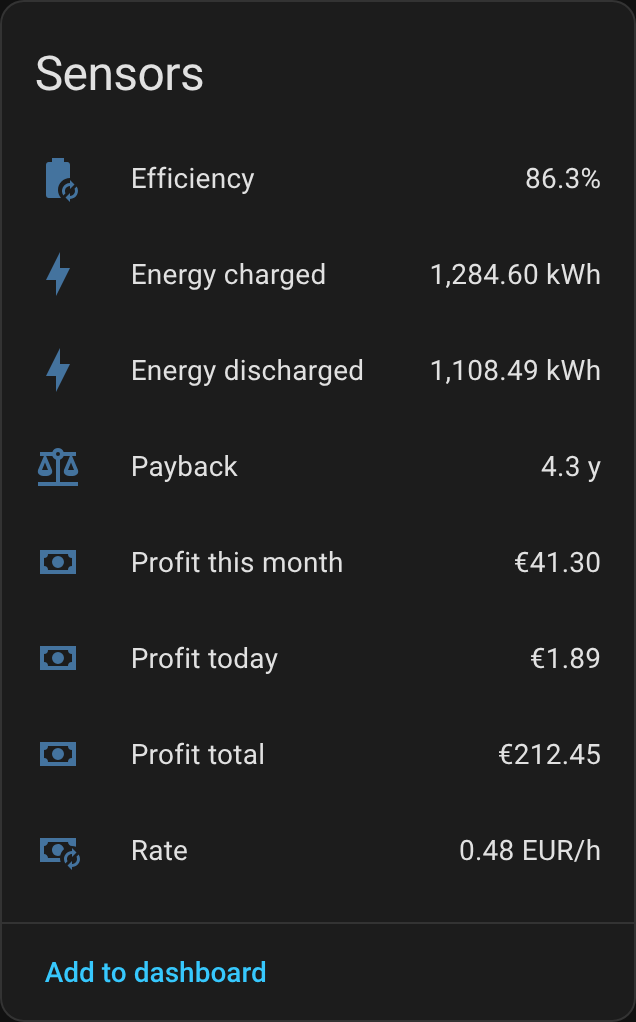 Sensors
Efficiency 86.3%
Energy charged 1,284.60 kWh
Energy discharged 1,108.49 kWh
Payback 4.3 y
Profit this month €41.30
Profit today €1.89
Profit total €212.45
Rate 0.48 EUR/h
Add to dashboard